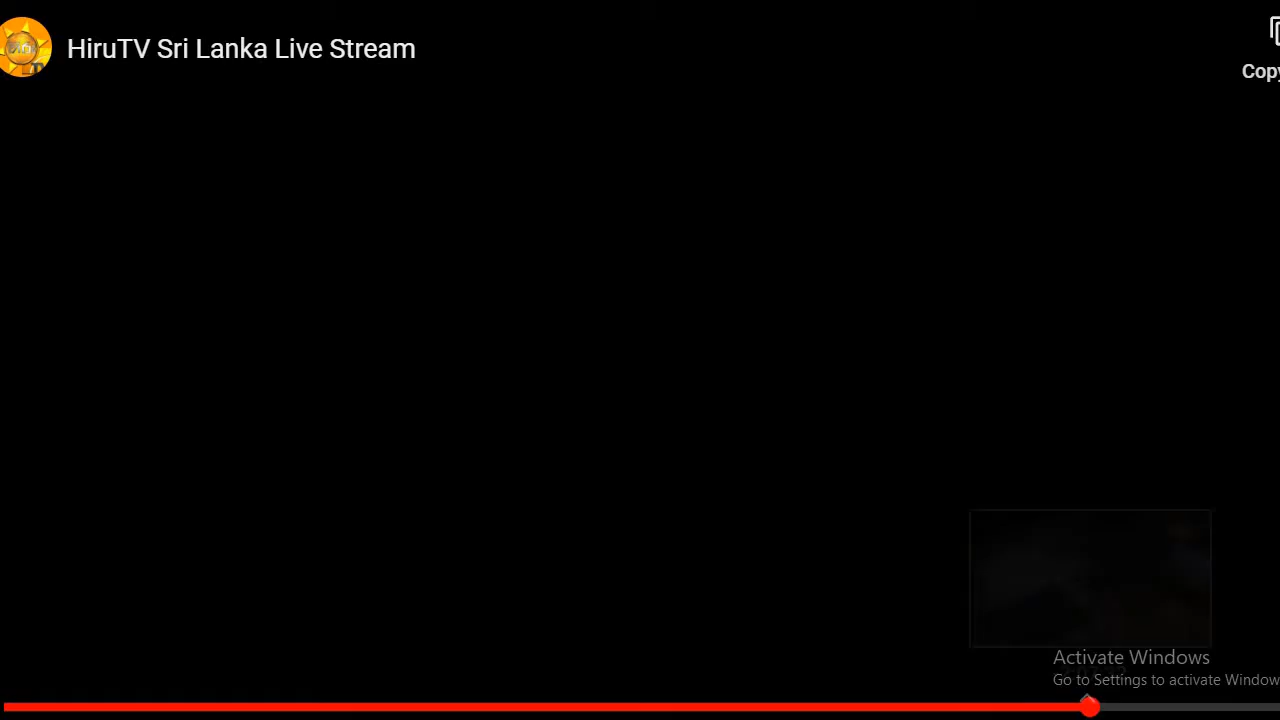 HiruTV Sri Lanka Live Stream
Copy
Activate Windows
Go to Settings to activate Window